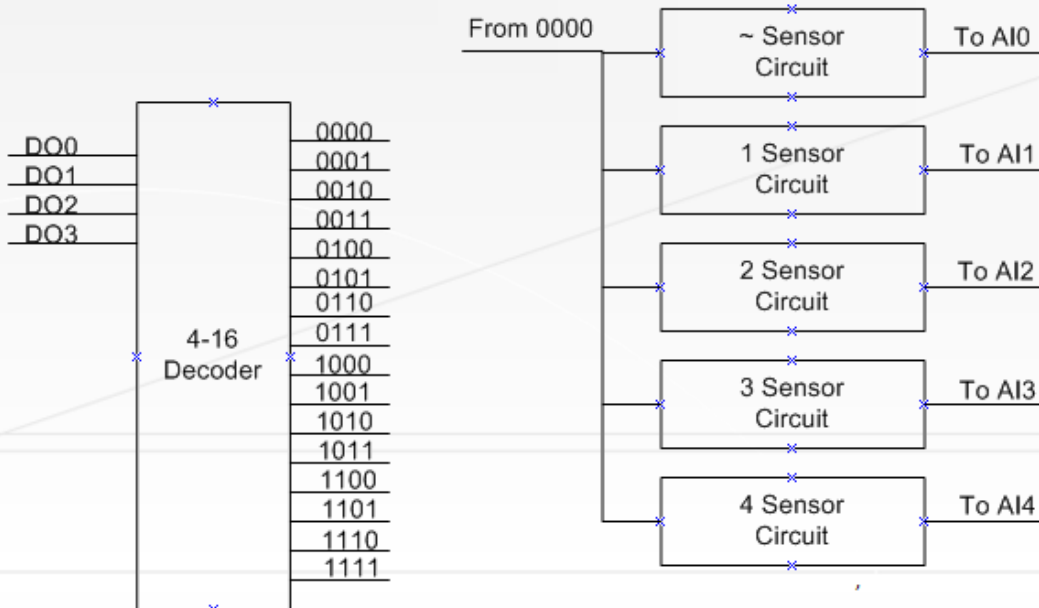 DO0
DO1
DO2
DO3
4-16
Decoder
0000
0001
0010
0011
0100
0101
0110
0111
1000
1001
1010
1011
1100
1101
1110
1111
From 0000
~ Sensor
Circuit
To AI0
1 Sensor
Circuit
To AI1
2 Sensor
Circuit
To AI2
3 Sensor
Circuit
To AI3
4 Sensor
Circuit
To AI4
,